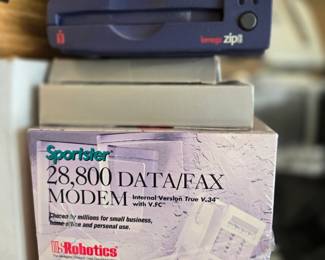 iomega zip
Sportster
28,800 DATA/FAX
MODEM Internal Version True V.34
with V.FC
Chosen by millions for small business,
home office and personal use.
USRobotics